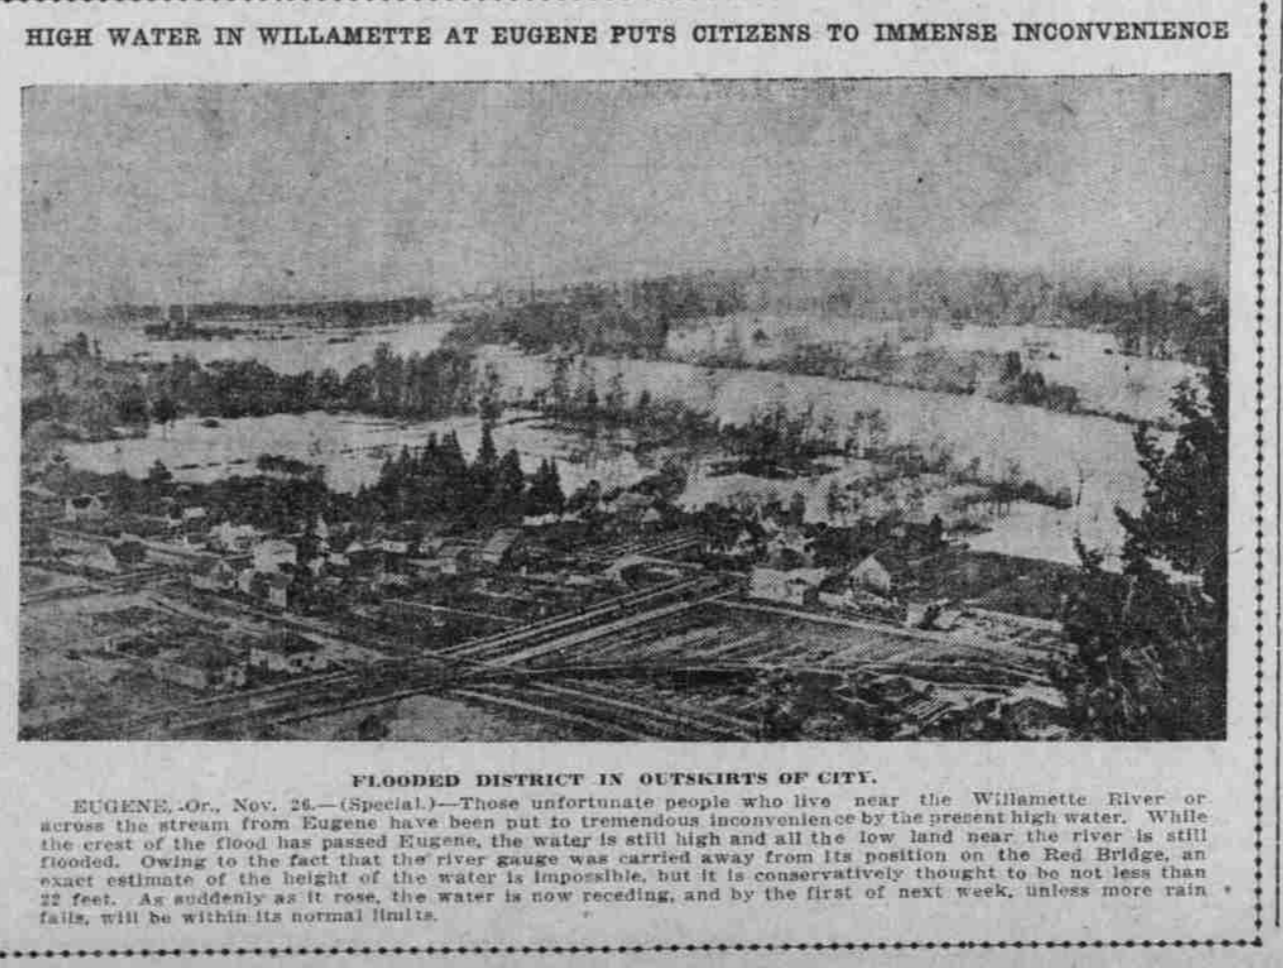 HIGH WATER IN WILLAMETTE AT EUGENE PUTS CITIZENS TO IMMENSE INCONVENIENCE
FLOODED DISTRICT IN OUTSKIRTS OF CITY.
EUGENE, Or., Nov. 26.—(Special.)—Those unfortunate people who live near the Willamette River or
across the stream from Eugene have been put to tremendous inconvenience by the present high water. While
the crest of the flood has passed Eugene, the water is still high and all the low land near the river is still
flooded. Owing to the fact that the river gauge was carried away from its position on the Red Bridge, an
exact estimate of the height of the water is impossible, but it is conservatively thought to be not less than
22 feet. As suddenly as it rose, the water is now receding, and by the first of next week, unless more rain
falls, will be within its normal limits.